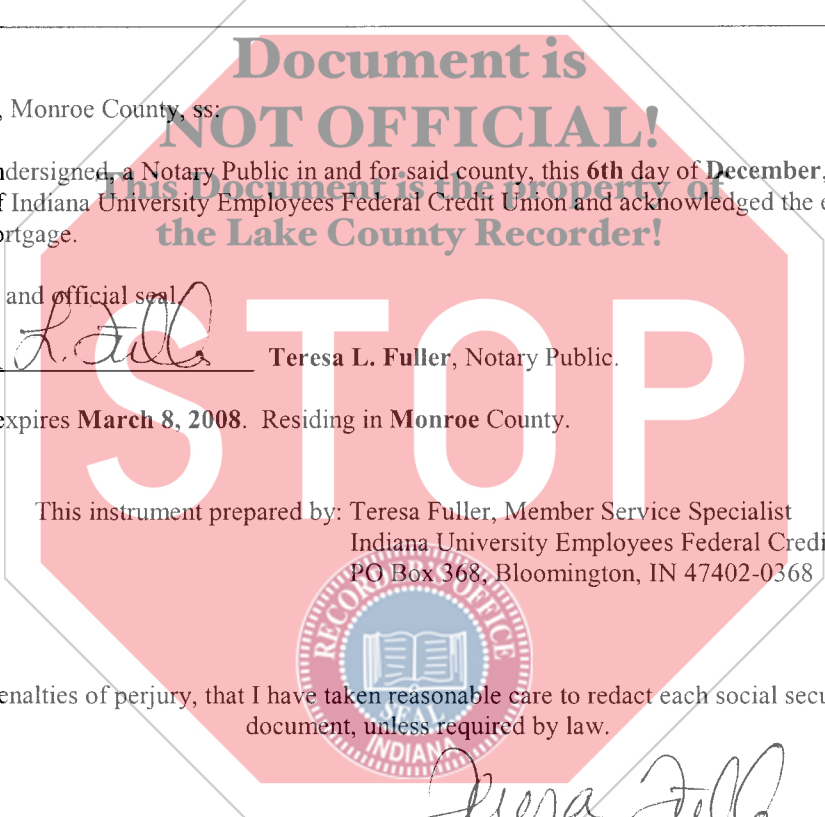 Document is
NOT OFFICIAL!
This Document is the property of
the Lake County Recorder!
STOP
, Monroe County, ss:
ndersigned, a Notary Public in and for said county, this 6th day of December,
f Indiana University Employees Federal Credit Union and acknowledged the e
ortgage.
and official seal.
L. Fuller
Teresa L. Fuller, Notary Public.
expires March 8, 2008. Residing in Monroe County.
This instrument prepared by: Teresa Fuller, Member Service Specialist
Indiana University Employees Federal Credi
PO Box 368, Bloomington, IN 47402-0368
RECORDER'S OFFICE
SEAL
INDIANA
enalties of perjury, that I have taken reasonable care to redact each social secu
document, unless required by law.
Teresa Fuller